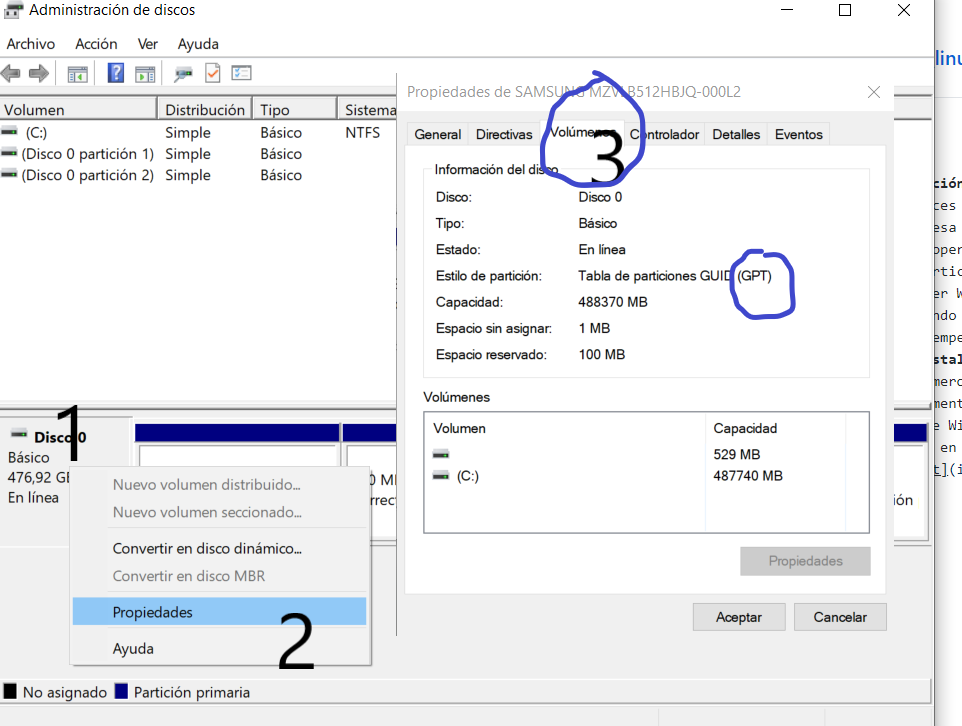 Administración de discos
Archivo Acción Ver Ayuda
Volumen Distribución Tipo Sistema
(C:) Simple Básico NTFS
(Disco 0 partición 1) Simple Básico
(Disco 0 partición 2) Simple Básico
Propiedades de SAMSUNG MZVLB512HBJQ-000L2
General Directivas Volúmenes Controlador Detalles Eventos
3
Información del disco
Disco: Disco 0
Tipo: Básico
Estado: En línea
Estilo de partición: Tabla de particiones GUID (GPT)
Capacidad: 488370 MB
Espacio sin asignar: 1 MB
Espacio reservado: 100 MB
Volúmenes
Volumen Capacidad
529 MB
(C:) 487740 MB
Propiedades
Aceptar Cancelar
1
Disco 0
Básico
476,92 GB
En línea
Nuevo volumen distribuido...
Nuevo volumen seccionado...
Convertir en disco dinámico...
Convertir en disco MBR
Propiedades
2
Ayuda
No asignado Partición primaria